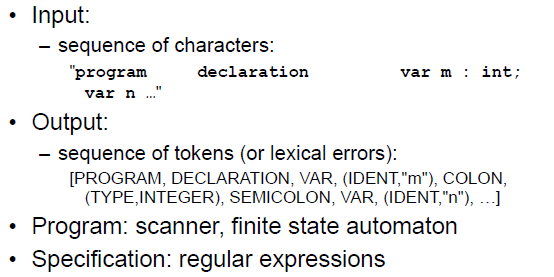 • Input:
– sequence of characters:
"program declaration var m : int;
var n …"
• Output:
– sequence of tokens (or lexical errors):
[PROGRAM, DECLARATION, VAR, (IDENT,"m"), COLON,
(TYPE,INTEGER), SEMICOLON, VAR, (IDENT,"n"), …]
• Program: scanner, finite state automaton
• Specification: regular expressions